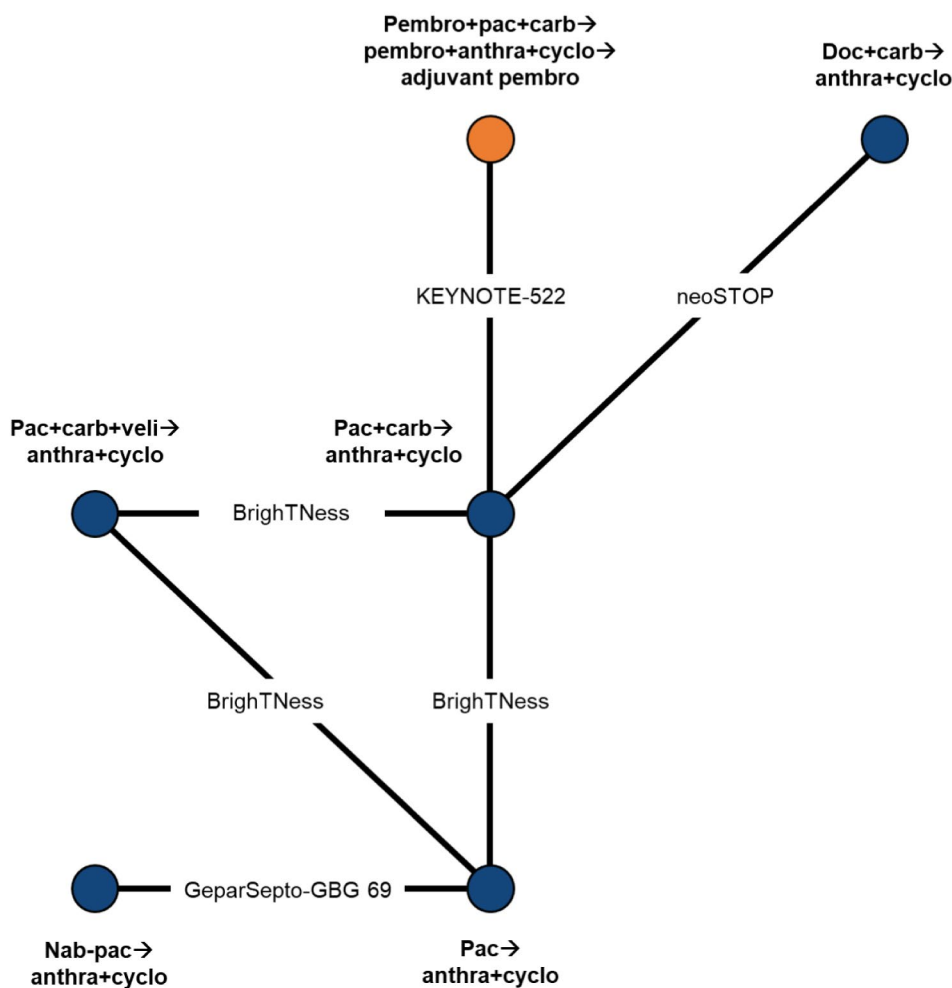 Pembro+pac+carb→
pembro+anthra+cyclo→
adjuvant pembro
Doc+carb→
anthra+cyclo
KEYNOTE-522
neoSTOP
Pac+carb+veli→
anthra+cyclo
Pac+carb→
anthra+cyclo
BrighTNess
BrighTNess
BrighTNess
GeparSepto-GBG 69
Nab-pac→
anthra+cyclo
Pac→
anthra+cyclo